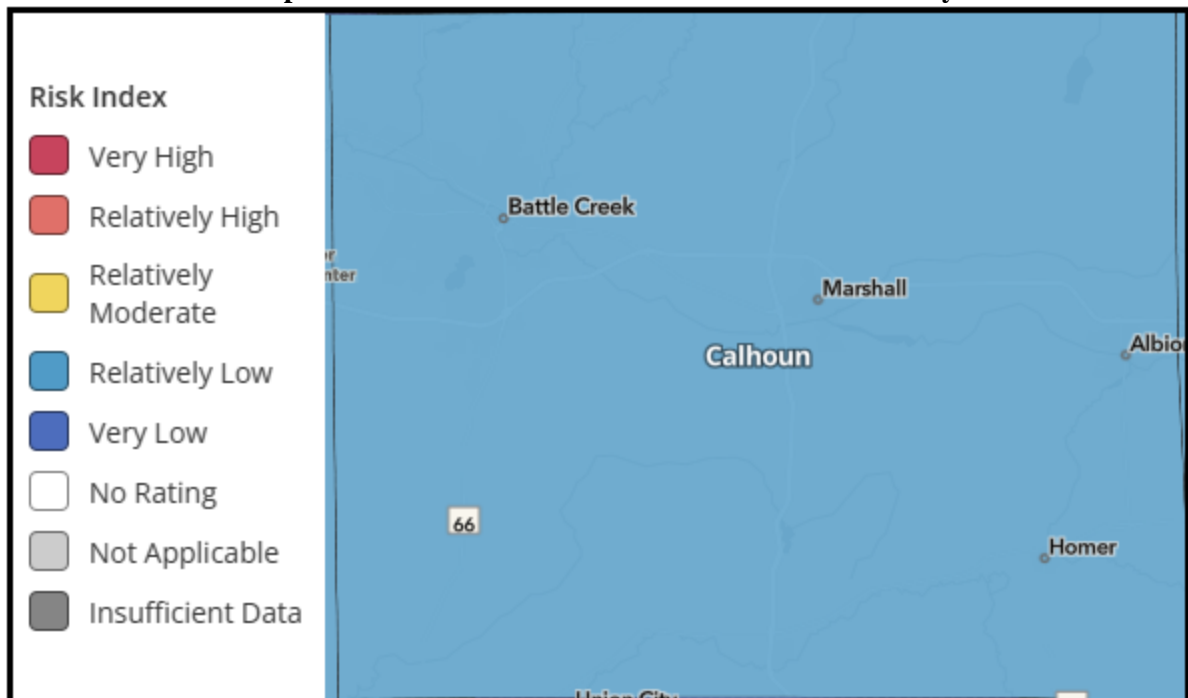 Risk Index
Very High
Relatively High
Relatively
Moderate
Relatively Low
Very Low
No Rating
Not Applicable
Insufficient Data
Battle Creek
Marshall
Calhoun
66
Homer